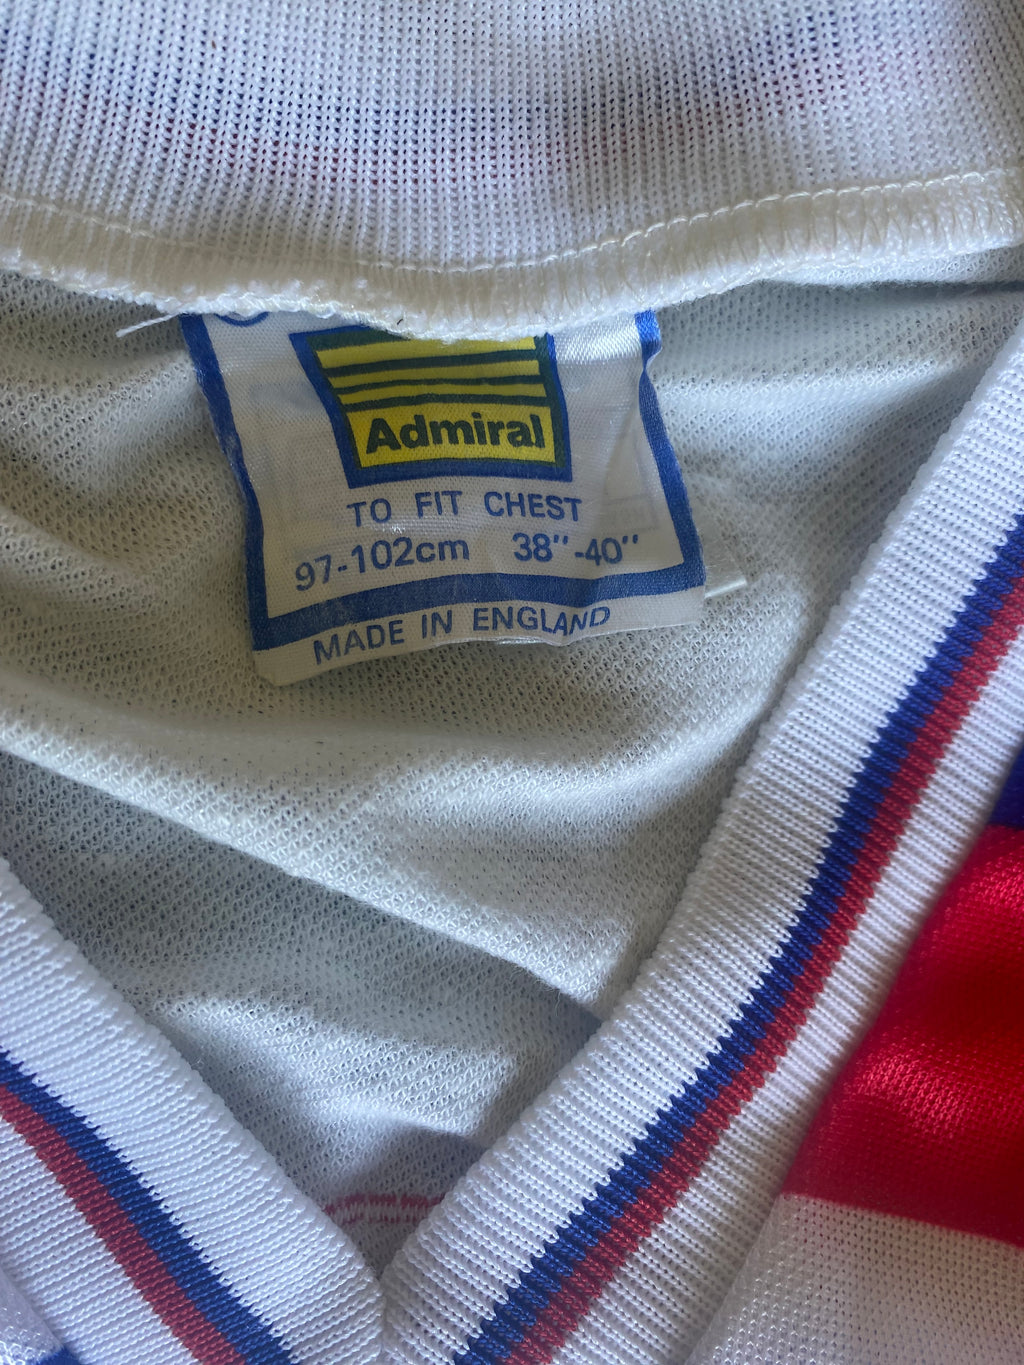 Admiral
TO FIT CHEST
97-102cm 38"-40"
MADE IN ENGLAND